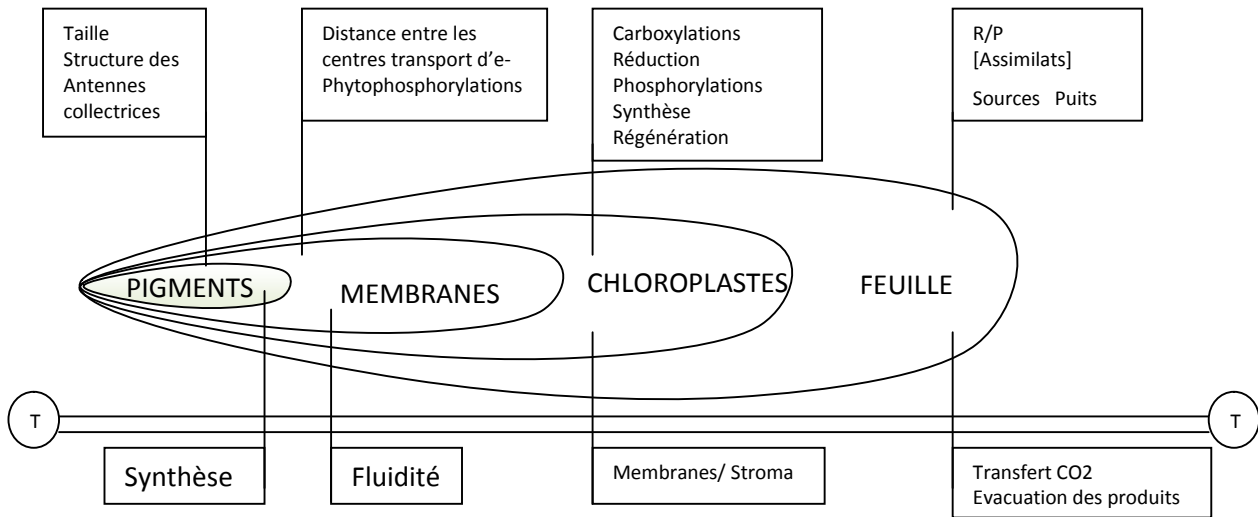 Taille
Structure des
Antennes
collectrices
Distance entre les
centres transport d’e-
Phytophosphorylations
Carboxylations
Réduction
Phosphorylations
Synthèse
Régénération
R/P
[Assimilats]
Sources Puits
PIGMENTS
MEMBRANES
CHLOROPLASTES
FEUILLE
T
T
Synthèse
Fluidité
Membranes/ Stroma
Transfert CO2
Evacuation des produits